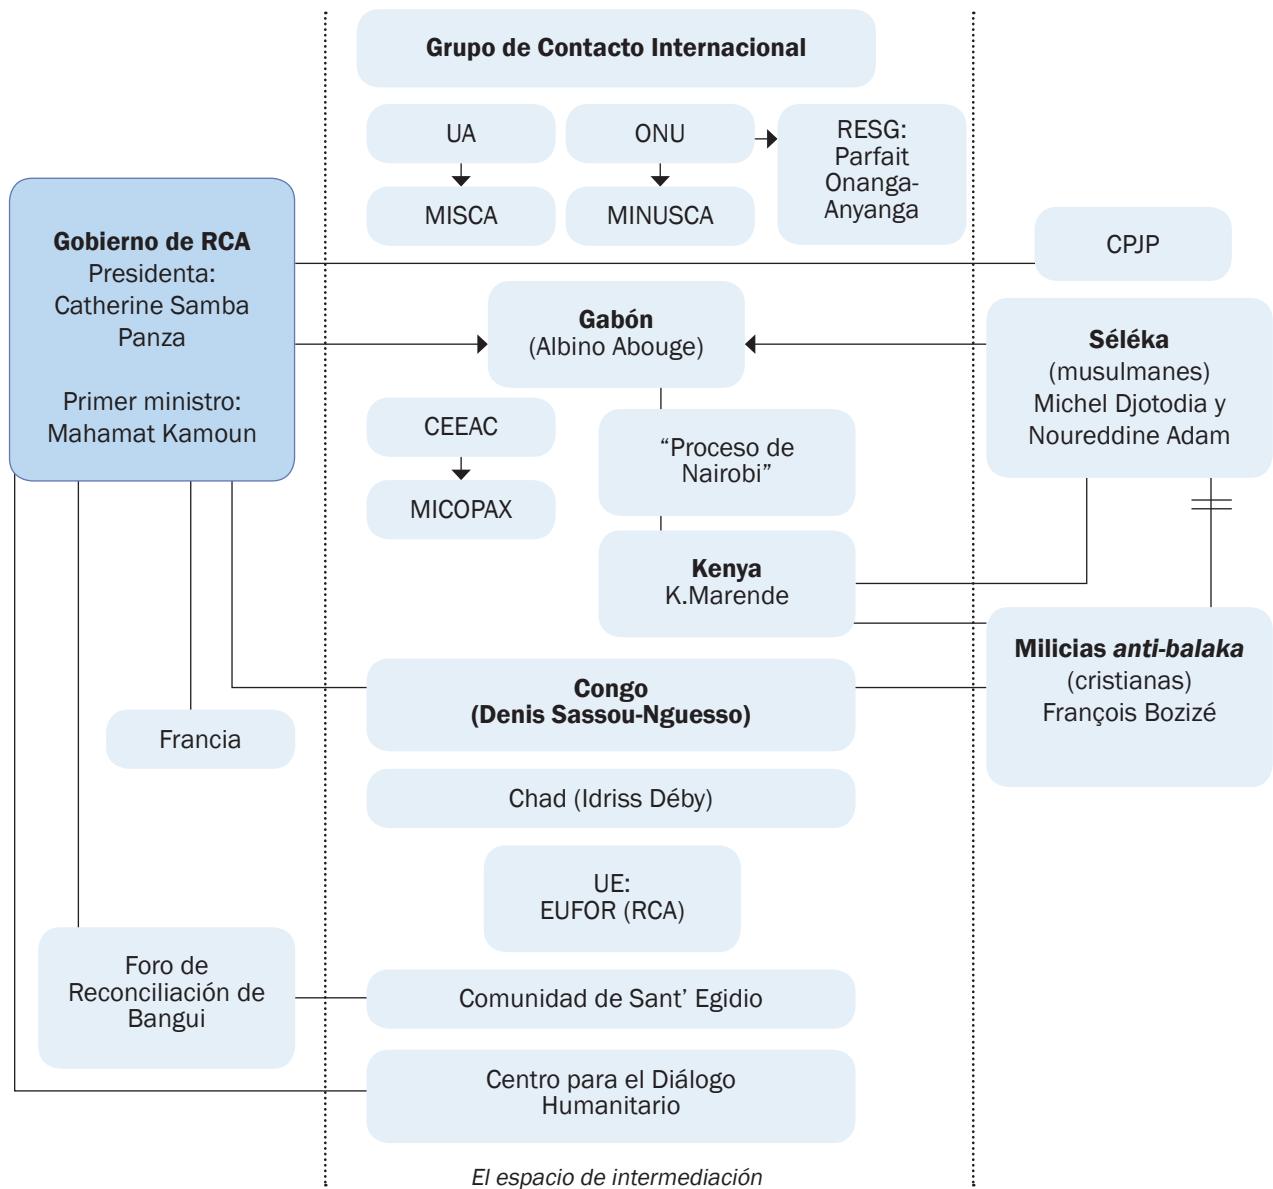 Grupo de Contacto Internacional
UA
ONU
RESG:
Parfait
Onanga-
Anyanga
MISCA
MINUSCA
Gobierno de RCA
Presidenta:
Catherine Samba
Panza
Primer ministro:
Mahamat Kamoun
CPJP
Gabón
(Albino Abouge)
Séléka
(musulmanes)
Michel Djotodia y
Noureddine Adam
CEEAC
MICOPAX
“Proceso de
Nairobi”
Kenya
K.Marende
Milicias anti-balaka
(cristianas)
François Bozizé
Congo
(Denis Sassou-Nguesso)
Francia
Chad (Idriss Déby)
UE:
EUFOR (RCA)
Foro de
Reconciliación de
Bangui
Comunidad de Sant’ Egidio
Centro para el Diálogo
Humanitario
El espacio de intermediación